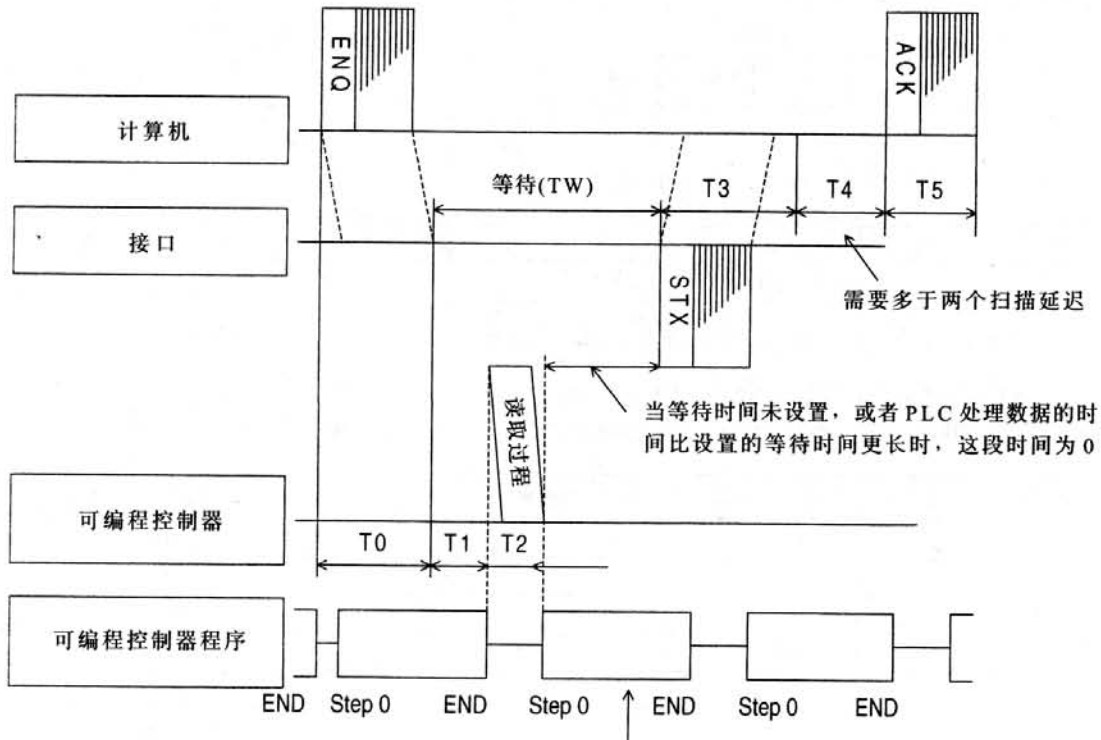 ENQ
ACK
计算机
等待(TW)
T3
T4
T5
接口
STX
需要多于两个扫描延迟
读取过程
当等待时间未设置，或者 PLC 处理数据的时
间比设置的等待时间更长时，这段时间为 0
可编程控制器
T0
T1
T2
可编程控制器程序
END
Step 0
END
Step 0
END
Step 0
END